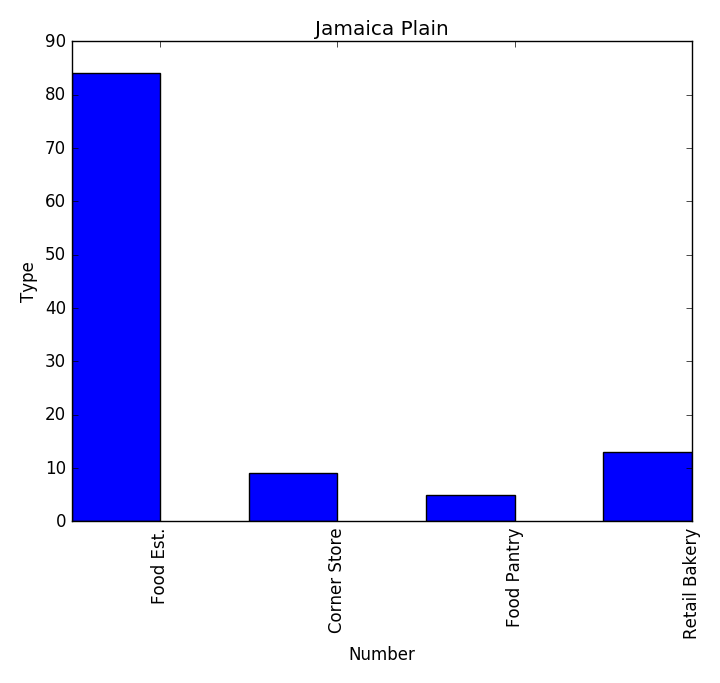 Jamaica Plain
90
80
70
60
50
40
30
20
10
0
Type
Food Est.
Corner Store
Food Pantry
Retail Bakery
Number